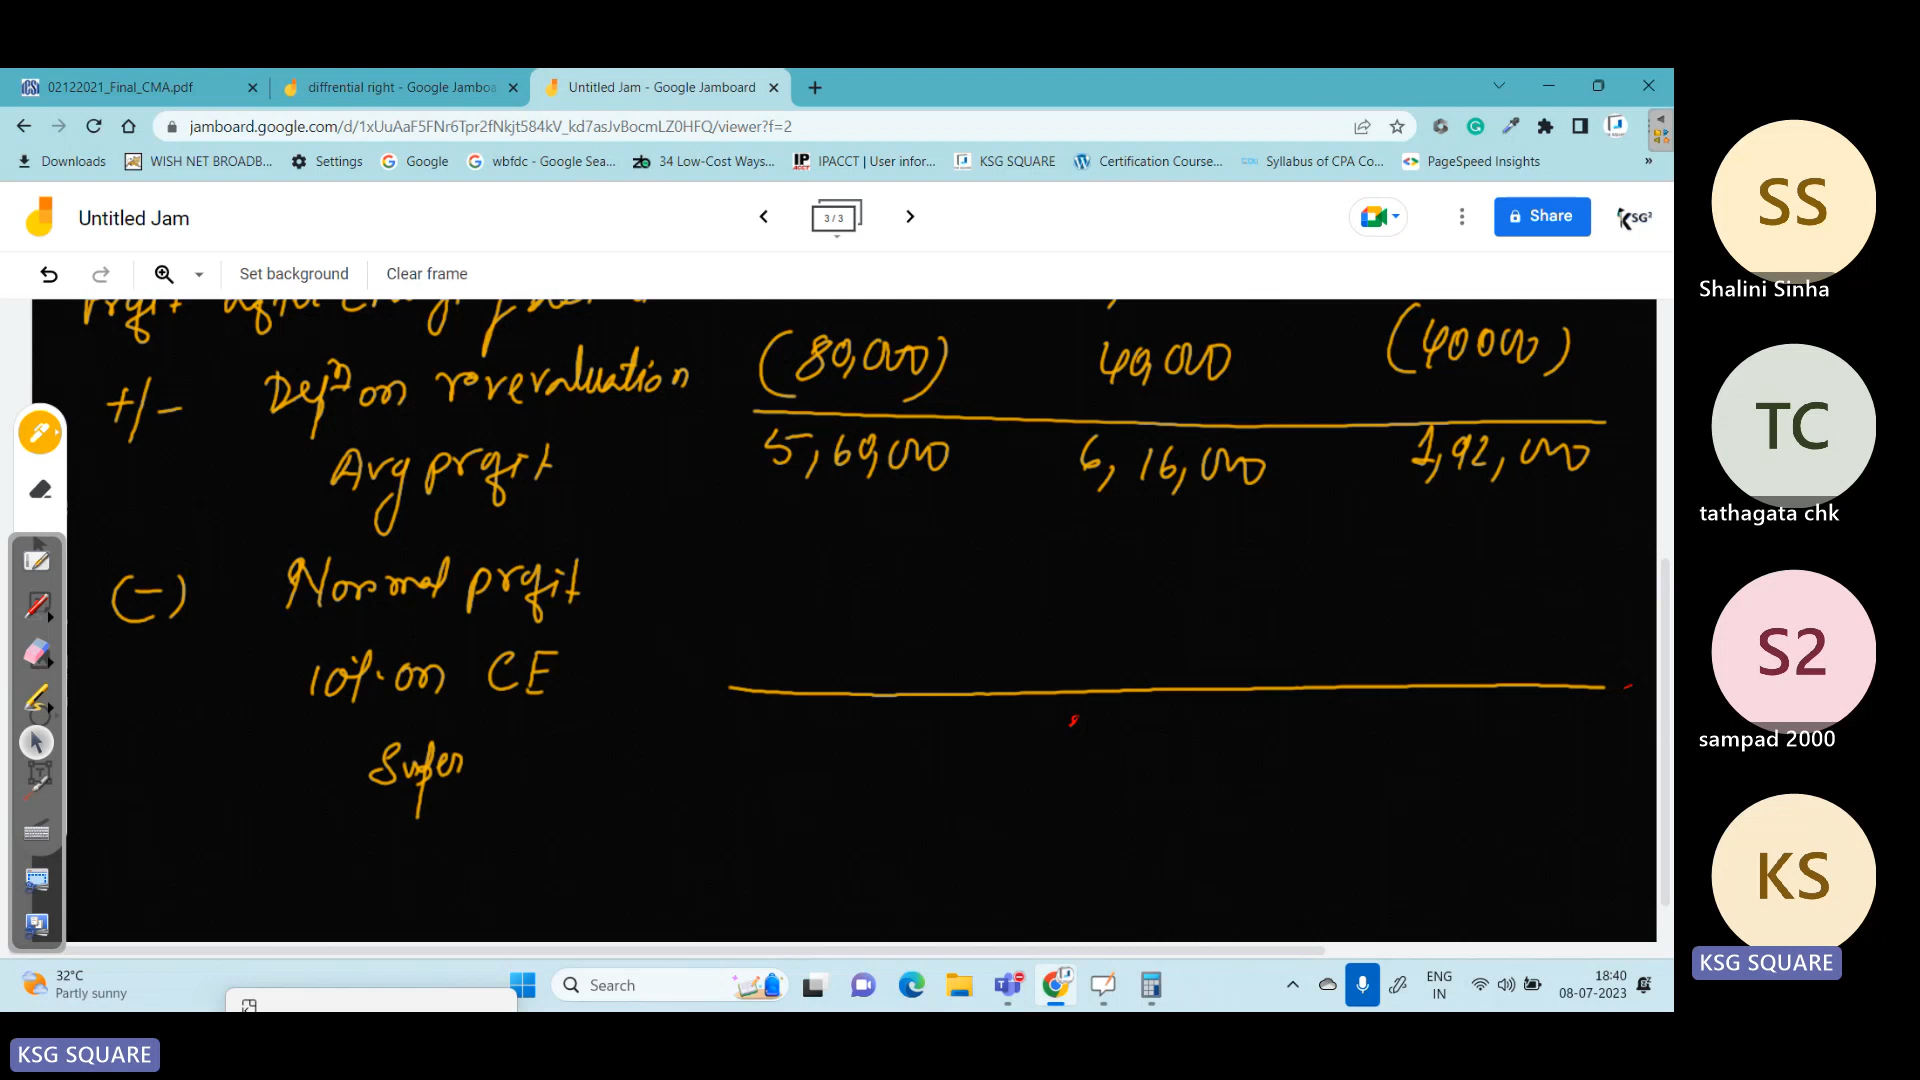 02122021_Final_CMA.pdf
diffrential right - Google Jamboa
Untitled Jam - Google Jamboard
jamboard.google.com/d/1xUuAaF5FNr6Tpr2fNkjt584kV_kd7asJvBocmLZ0HFQ/viewer?f=2
Downloads WISH NET BROADB... Settings Google wbfdc - Google Sea... 34 Low-Cost Ways... IPACCT | User infor... KSG SQUARE Certification Course... Syllabus of CPA Co... PageSpeed Insights »
Untitled Jam
3 / 3
Share
KSG²
Set background Clear frame
+/- Depn on revaluation (80,000) 40,000 (40000)
Avg profit 5,60,000 6,16,000 1,92,000
(-) Normal profit
10% on CE
Super
SS
Shalini Sinha
TC
tathagata chk
S2
sampad 2000
KS
KSG SQUARE
32°C
Partly sunny
Search
ENG
IN
18:40
08-07-2023
KSG SQUARE